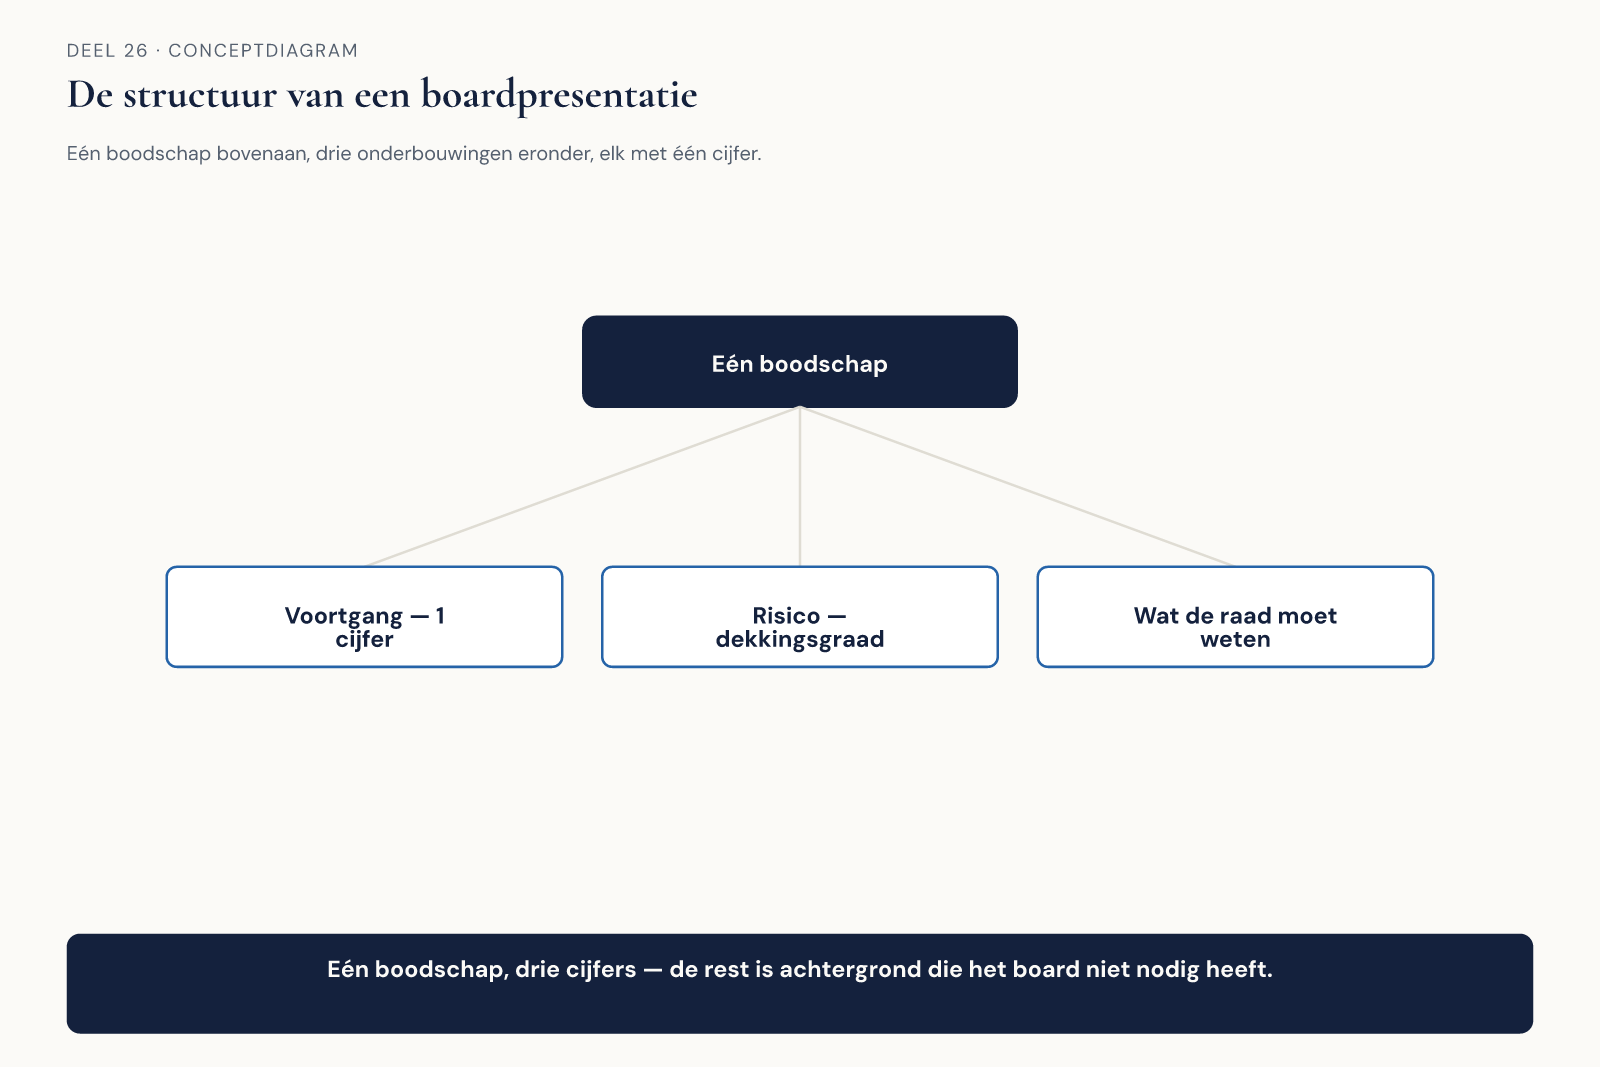 DEEL 26 · CONCEPTDIAGRAM
De structuur van een boardpresentatie
Eén boodschap bovenaan, drie onderbouwingen eronder, elk met één cijfer.
Eén boodschap
Voortgang — 1
cijfer
Risico —
dekkingsgraad
Wat de raad moet
weten
Eén boodschap, drie cijfers — de rest is achtergrond die het board niet nodig heeft.